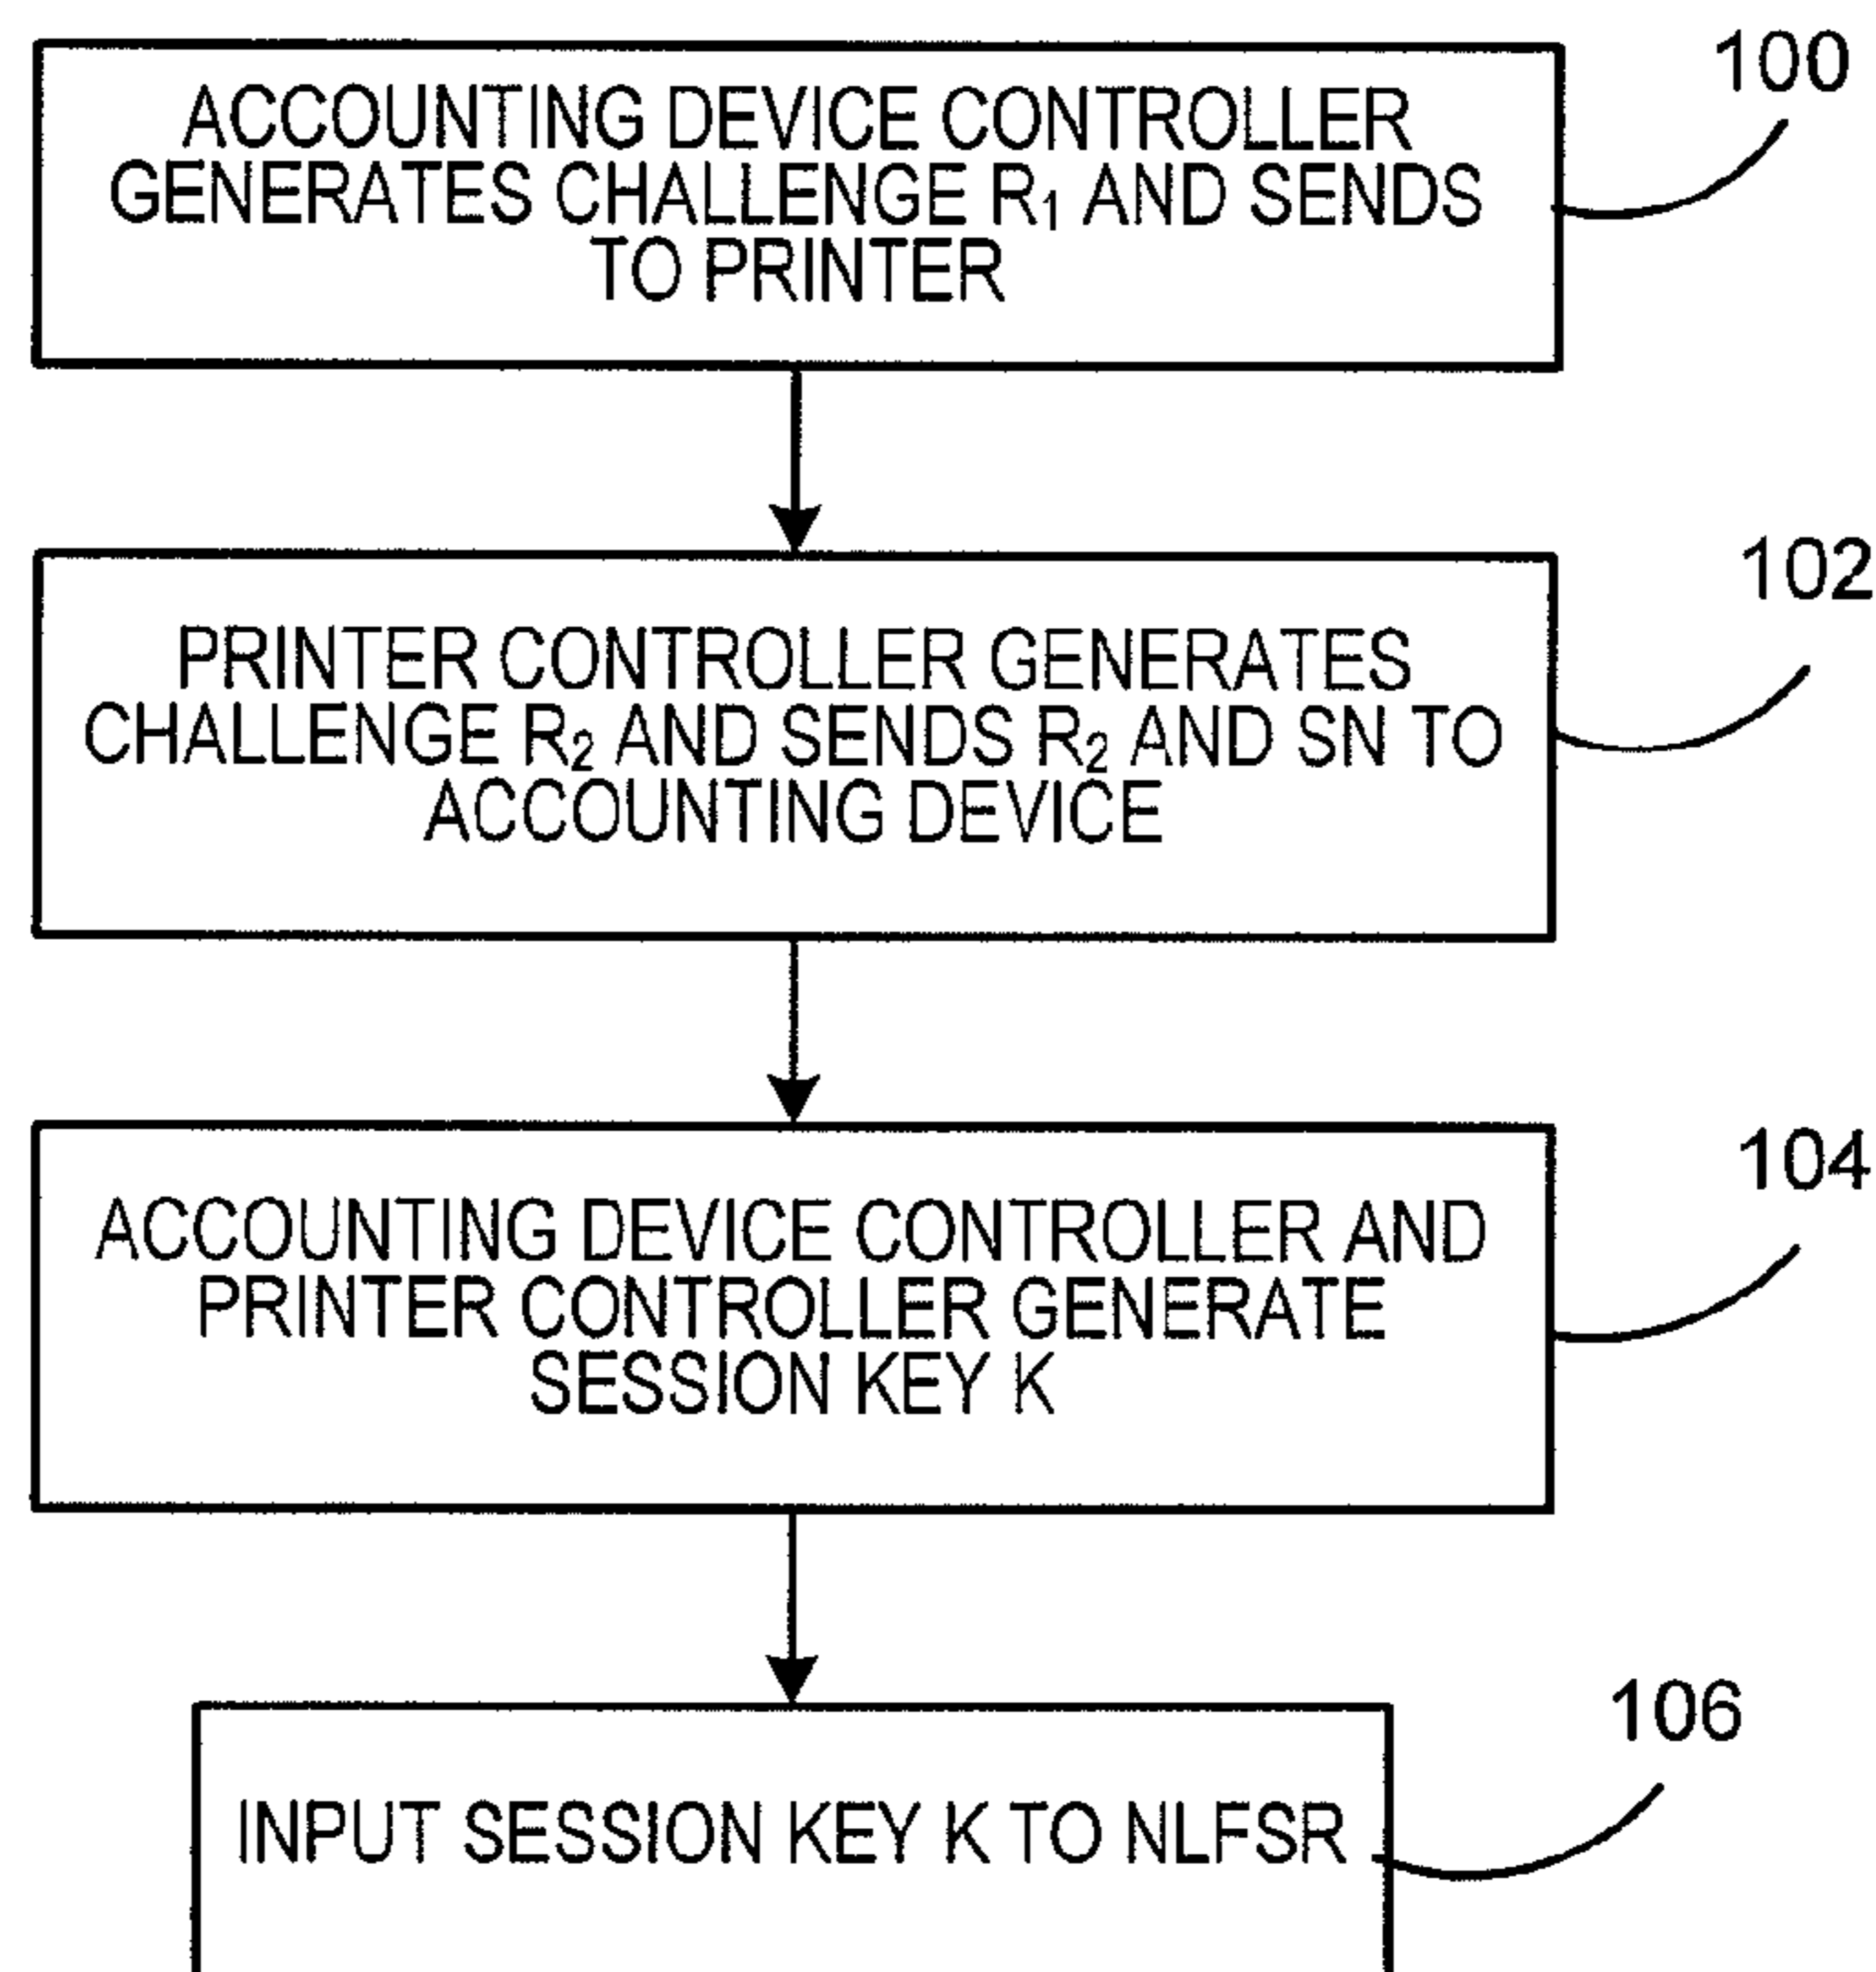 100
ACCOUNTING DEVICE CONTROLLER
GENERATES CHALLENGE R₁ AND SENDS
TO PRINTER
102
PRINTER CONTROLLER GENERATES
CHALLENGE R₂ AND SENDS R₂ AND SN TO
ACCOUNTING DEVICE
104
ACCOUNTING DEVICE CONTROLLER AND
PRINTER CONTROLLER GENERATE
SESSION KEY K
106
INPUT SESSION KEY K TO NLFSR